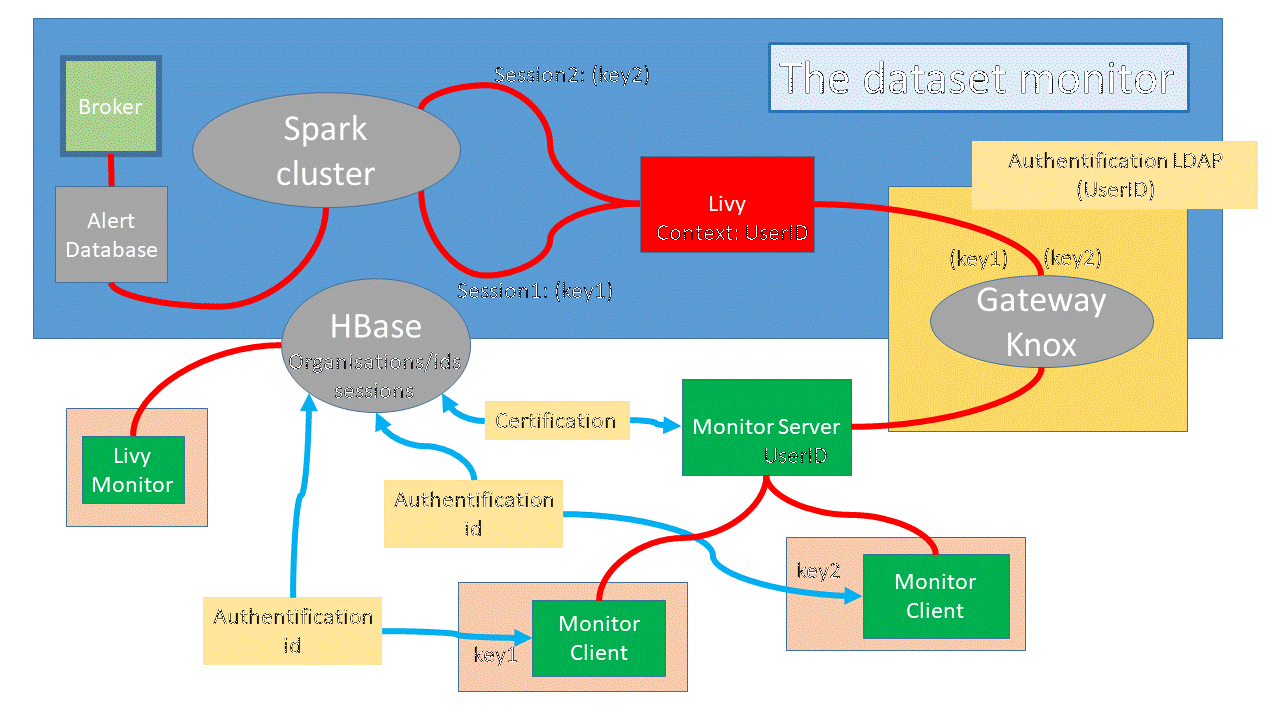 The dataset monitor
Session2: (key2)
Broker
Spark
cluster
Authentification LDAP
(UserID)
Livy
Context: UserID
Alert
Database
(key1)
(key2)
Session1: (key1)
Gateway
Knox
HBase
Organisations/ids
sessions
Certification
Monitor Server
UserID
Livy
Monitor
Authentification
id
key2
Monitor
Client
Authentification
id
key1
Monitor
Client